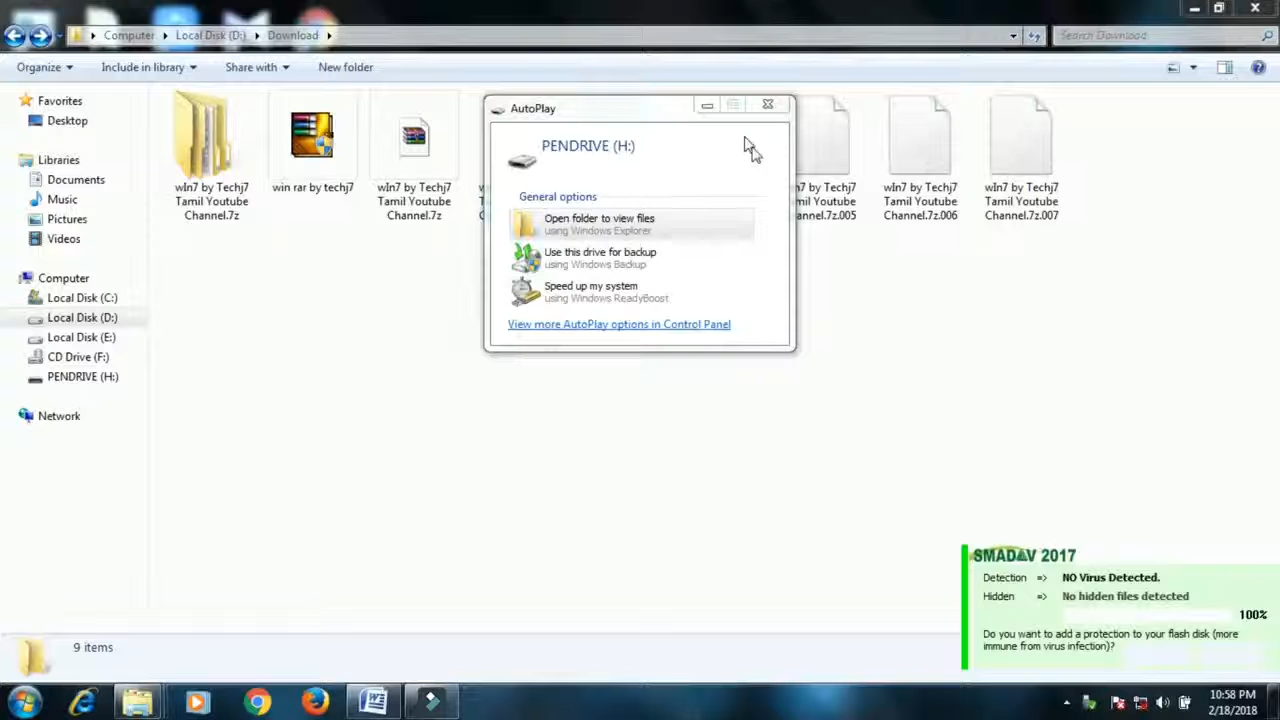 Computer Local Disk (D:) Download
Search Download
Organize Include in library Share with New folder
Favorites
Desktop
Libraries
Documents
Music
Pictures
Videos
Computer
Local Disk (C:)
Local Disk (D:)
Local Disk (E:)
CD Drive (F:)
PENDRIVE (H:)
Network
wIn7 by Techj7
Tamil Youtube
Channel.7z
win rar by techj7
wIn7 by Techj7
Tamil Youtube
Channel.7z
by Techj7
Youtube
7z.005
wIn7 by Techj7
Tamil Youtube
Channel.7z.006
wIn7 by Techj7
Tamil Youtube
Channel.7z.007
AutoPlay
PENDRIVE (H:)
General options
Open folder to view files
using Windows Explorer
Use this drive for backup
using Windows Backup
Speed up my system
using Windows ReadyBoost
View more AutoPlay options in Control Panel
SMADAV 2017
Detection => NO Virus Detected.
Hidden => No hidden files detected
100%
Do you want to add a protection to your flash disk (more
immune from virus infection)?
9 items
10:58 PM
2/18/2018